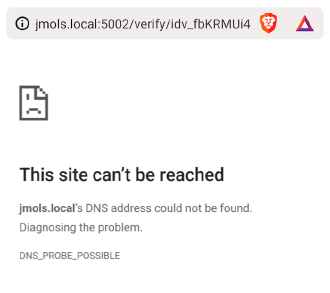 jmols.local:5002/verify/idv_fbKRMUi4
This site can't be reached
jmols.local's DNS address could not be found.
Diagnosing the problem.
DNS_PROBE_POSSIBLE